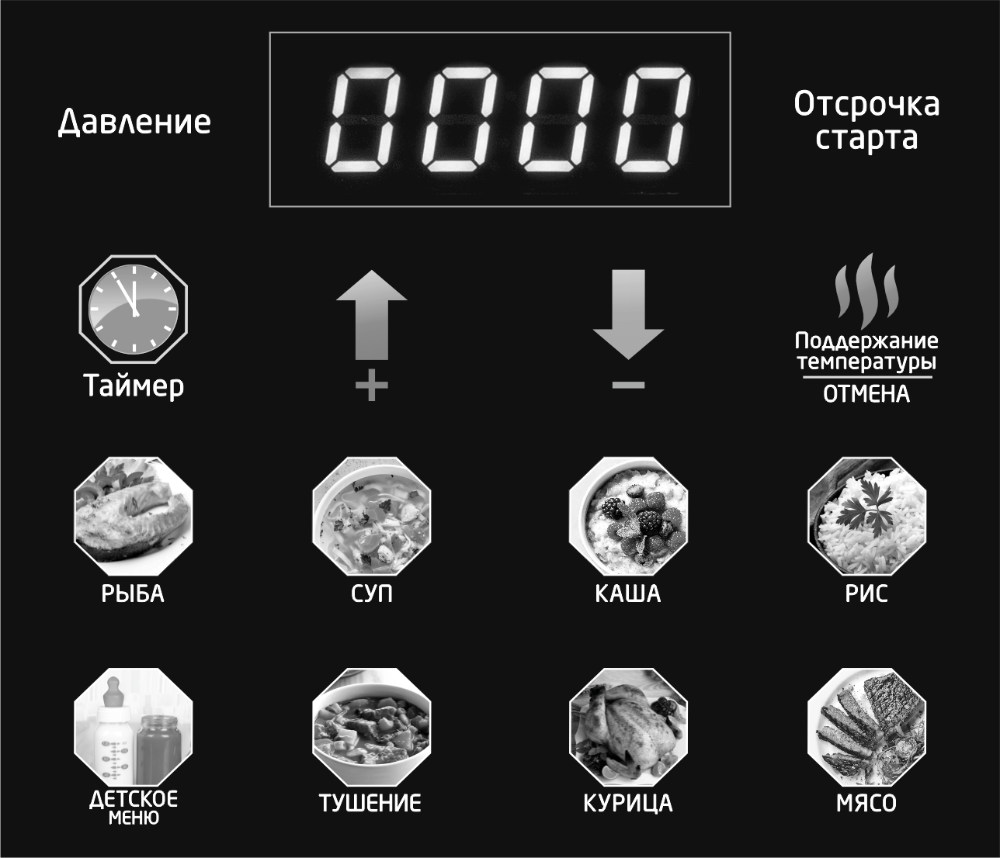 Давление
0000
Отсрочка
старта
Таймер
+
−
Поддержание
температуры
ОТМЕНА
РЫБА
СУП
КАША
РИС
ДЕТСКОЕ
МЕНЮ
ТУШЕНИЕ
КУРИЦА
МЯСО